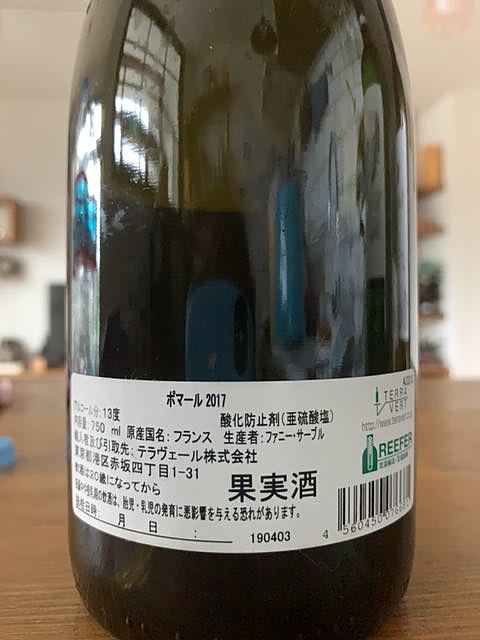 ポマール 2017
アルコール分：13度 酸化防止剤（亜硫酸塩）
内容量：750 ml 原産国名：フランス 生産者：ファニー・サーブル
輸入者及び引取先：テラヴェール株式会社
東京都港区赤坂四丁目1-31
飲酒は20歳になってから
果実酒
妊娠中や授乳期の飲酒は、胎児・乳児の発育に悪影響を与える恐れがあります。
月 日 :
190403
TERRA
VERT
REEFER